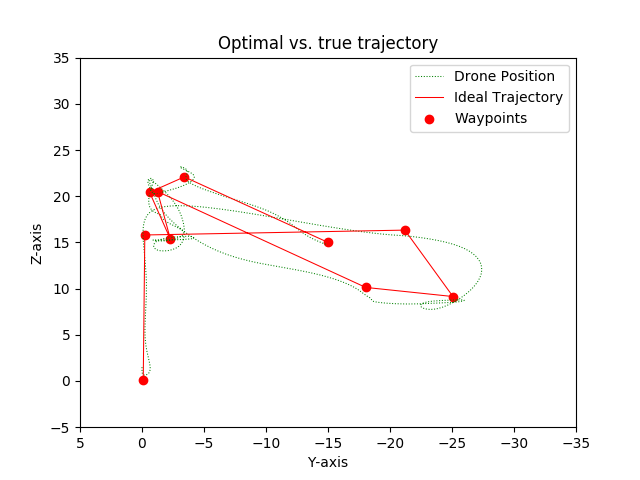 Optimal vs. true trajectory
Drone Position
Ideal Trajectory
Waypoints
35
30
25
20
15
10
5
0
−5
Z-axis
5 0 −5 −10 −15 −20 −25 −30 −35
Y-axis